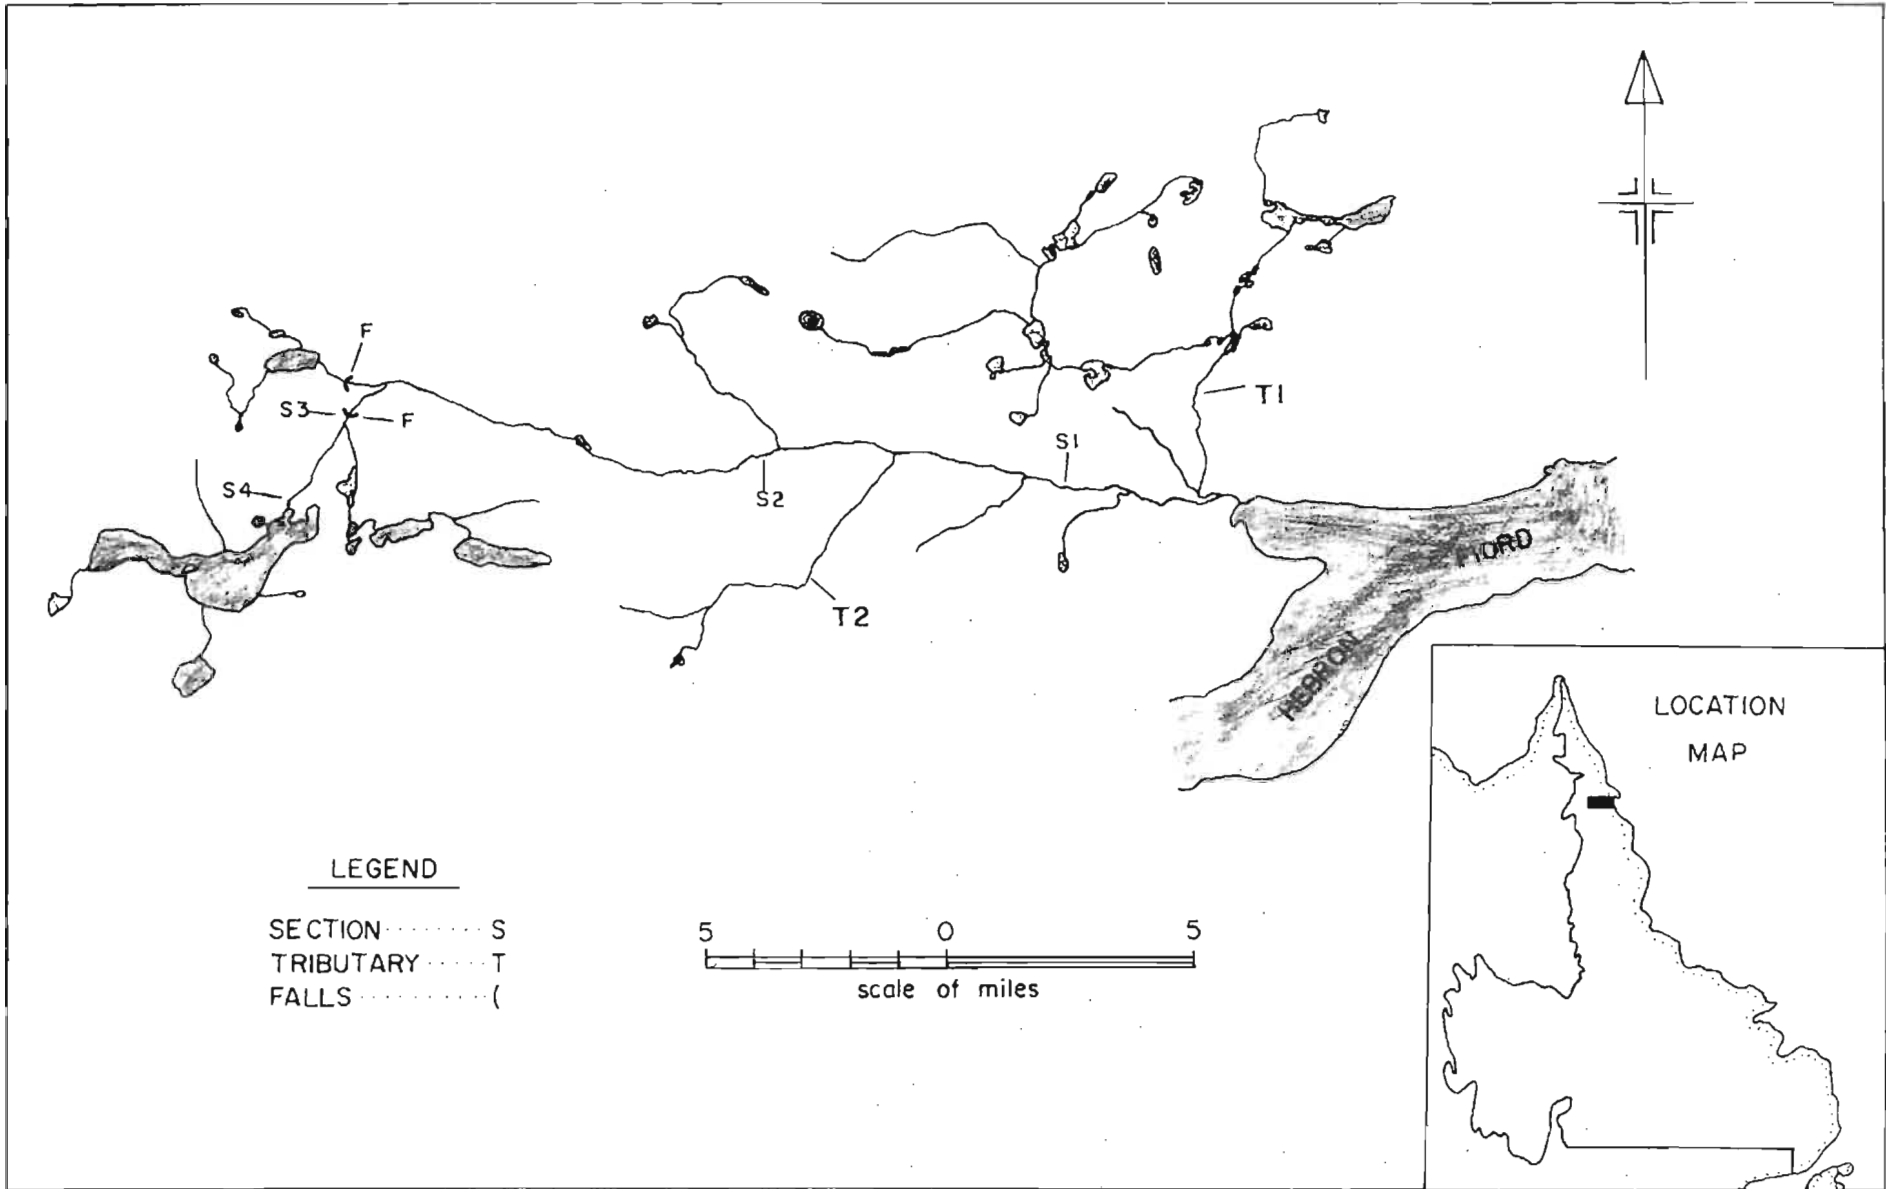 F
S3
F
T1
S1
S4
S2
FIORD
T2
HEBRON
LOCATION
MAP
LEGEND
SECTION ········ S
TRIBUTARY ····· T
FALLS ·········· (
5 0 5
scale of miles